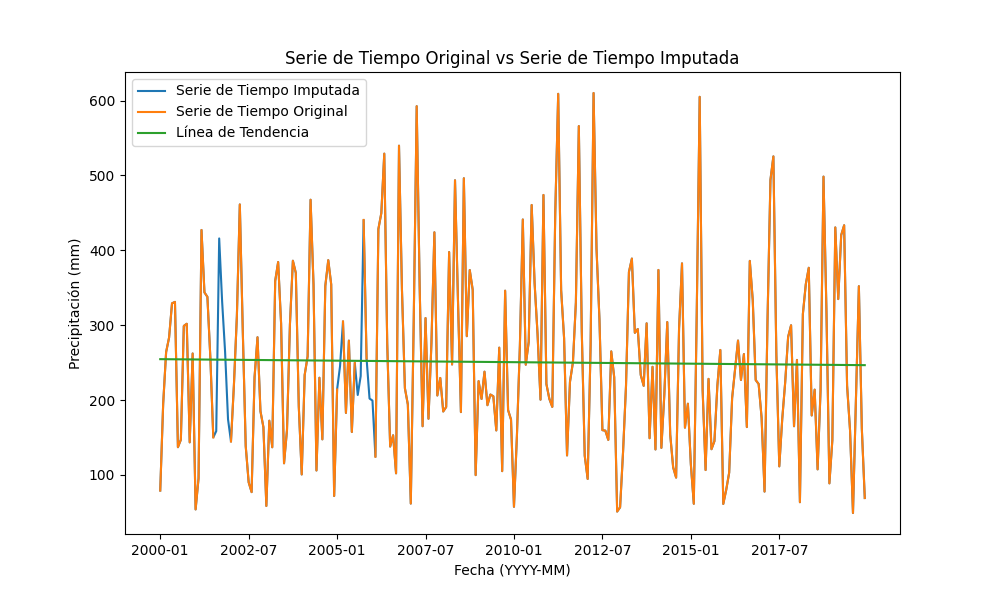 Serie de Tiempo Original vs Serie de Tiempo Imputada
Serie de Tiempo Imputada
Serie de Tiempo Original
Línea de Tendencia
600
500
400
300
200
100
Precipitación (mm)
2000-01 2002-07 2005-01 2007-07 2010-01 2012-07 2015-01 2017-07
Fecha (YYYY-MM)